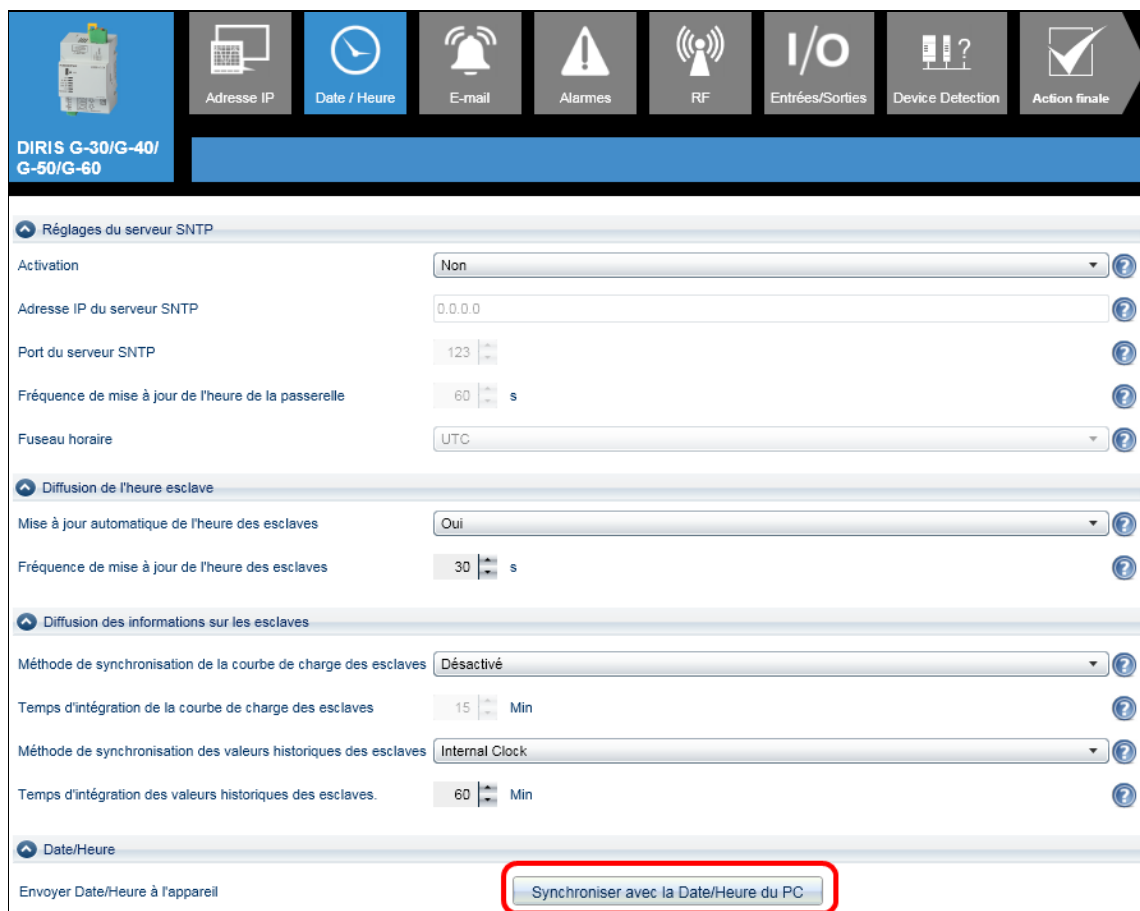 Adresse IP
Date / Heure
E-mail
Alarmes
RF
I/O
Entrées/Sorties
?
Device Detection
Action finale
DIRIS G-30/G-40/
G-50/G-60
Réglages du serveur SNTP
Activation Non ?
Adresse IP du serveur SNTP 0.0.0.0 ?
Port du serveur SNTP 123 ?
Fréquence de mise à jour de l'heure de la passerelle 60 s ?
Fuseau horaire UTC ?
Diffusion de l'heure esclave
Mise à jour automatique de l'heure des esclaves Oui ?
Fréquence de mise à jour de l'heure des esclaves 30 s ?
Diffusion des informations sur les esclaves
Méthode de synchronisation de la courbe de charge des esclaves Désactivé ?
Temps d'intégration de la courbe de charge des esclaves 15 Min ?
Méthode de synchronisation des valeurs historiques des esclaves Internal Clock ?
Temps d'intégration des valeurs historiques des esclaves. 60 Min ?
Date/Heure
Envoyer Date/Heure à l'appareil Synchroniser avec la Date/Heure du PC